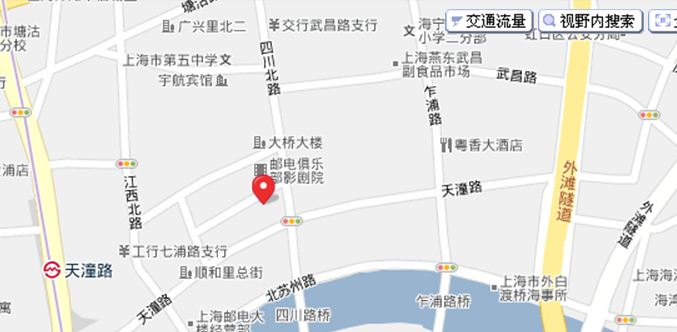 塘沽路
市塘沽
分校
广兴里北二
交行武昌路支行
海宁
小学二分部
交通流量
视野内搜索
上海市第五中学
宇航宾馆
四川北路
上海燕东武昌
副食品市场
武昌路
乍浦路
大桥大楼
粤香大酒店
邮电俱乐
部影剧院
浦店
江西北路
天潼路
外滩隧道
外滩隧道
工行七浦路支行
天潼路
顺和里总街
北苏州路
上海市外白
渡桥海事所
上海海
湾
寓
天潼路
上海邮电大
楼经营部
四川路桥
乍浦路桥